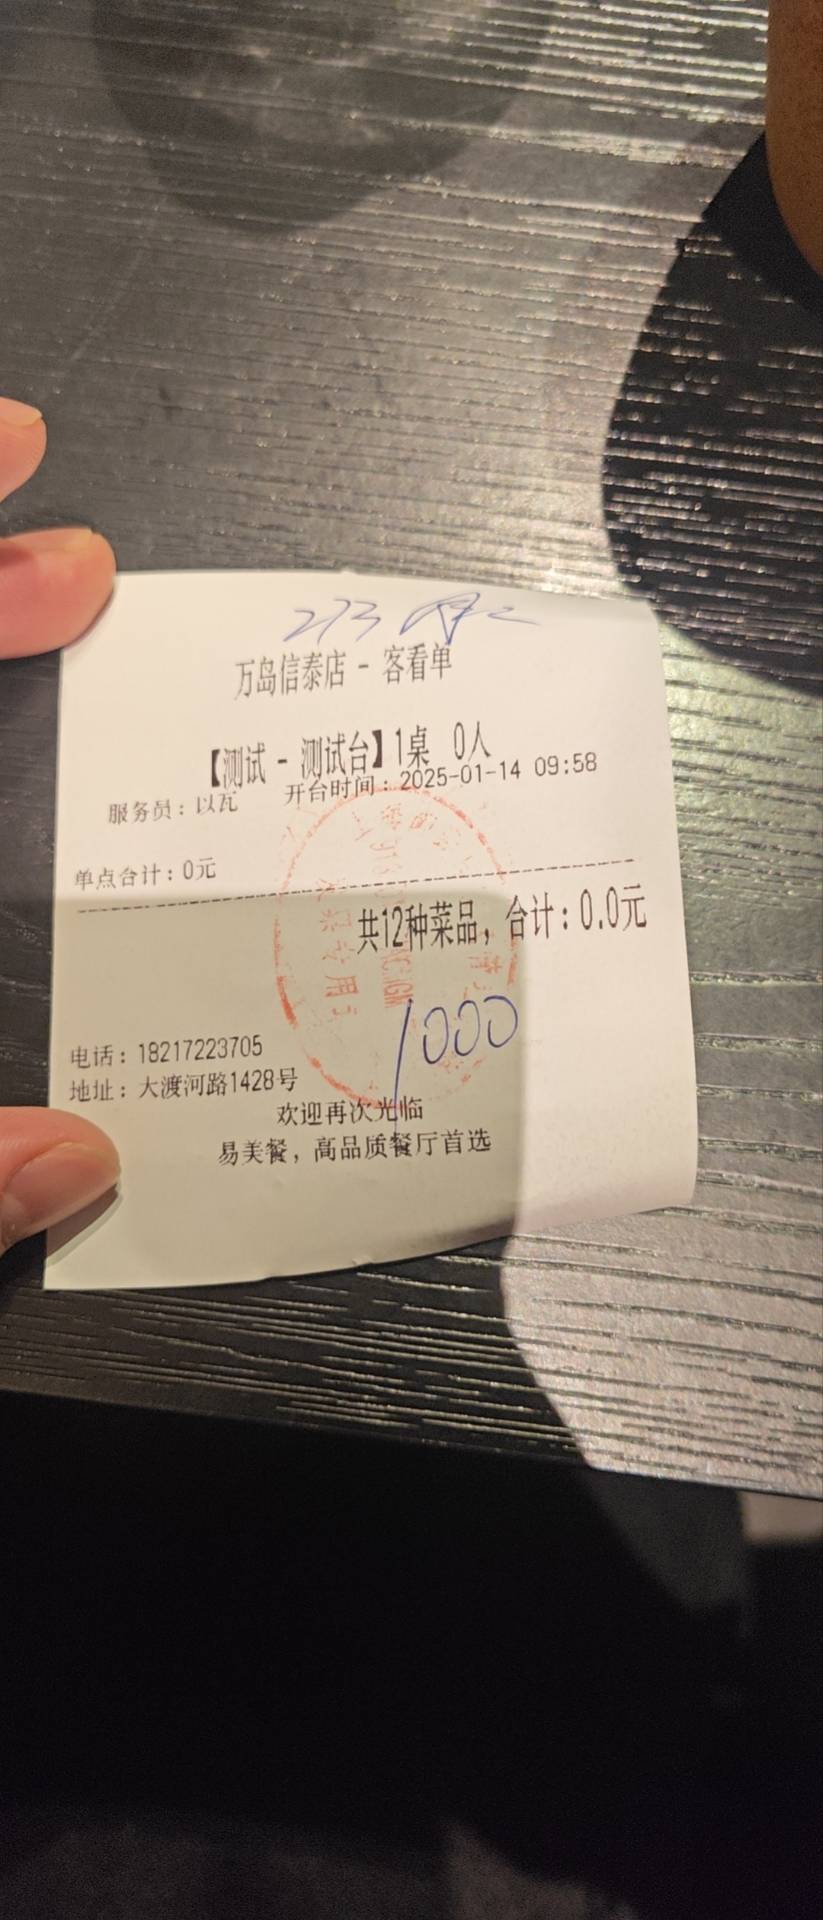 万岛信泰店 - 客看单
【测试 - 测试台】1桌 0人
服务员：以瓦 开台时间：2025-01-14 09:58
单点合计：0元
共12种菜品，合计：0.0元
1000
电话：18217223705
地址：大渡河路1428号
欢迎再次光临
易美餐，高品质餐厅首选